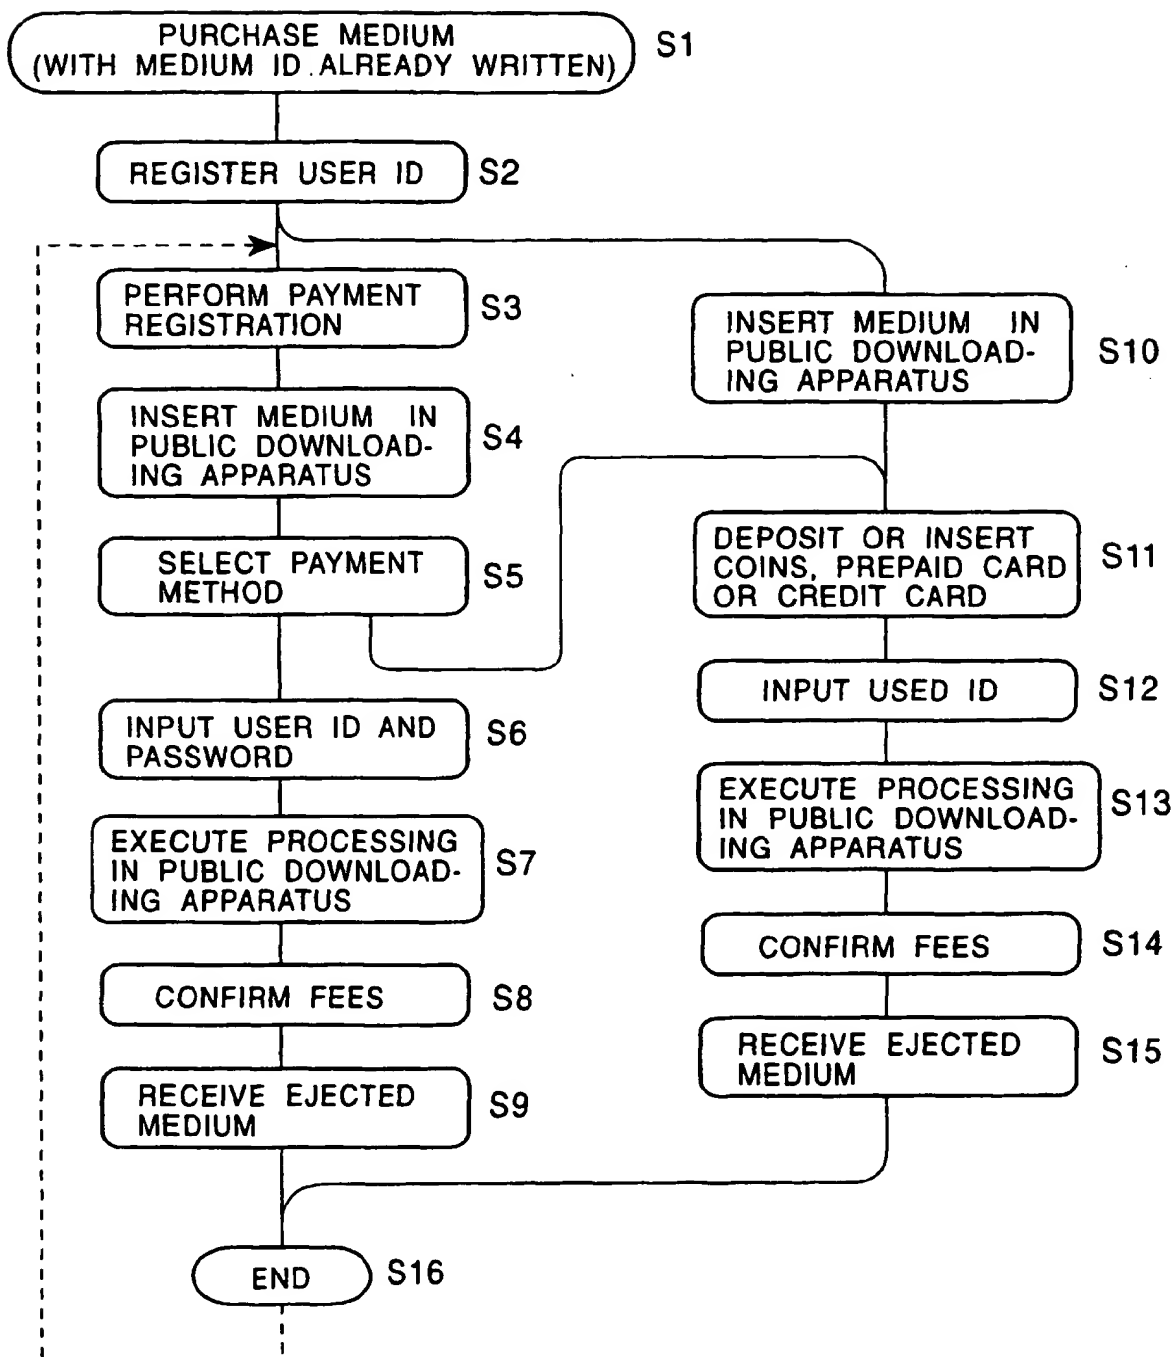 PURCHASE MEDIUM
(WITH MEDIUM ID ALREADY WRITTEN)
S1
REGISTER USER ID
S2
PERFORM PAYMENT
REGISTRATION
S3
INSERT MEDIUM IN
PUBLIC DOWNLOAD-
ING APPARATUS
S4
SELECT PAYMENT
METHOD
S5
INPUT USER ID AND
PASSWORD
S6
EXECUTE PROCESSING
IN PUBLIC DOWNLOAD-
ING APPARATUS
S7
CONFIRM FEES
S8
RECEIVE EJECTED
MEDIUM
S9
INSERT MEDIUM IN
PUBLIC DOWNLOAD-
ING APPARATUS
S10
DEPOSIT OR INSERT
COINS, PREPAID CARD
OR CREDIT CARD
S11
INPUT USED ID
S12
EXECUTE PROCESSING
IN PUBLIC DOWNLOAD-
ING APPARATUS
S13
CONFIRM FEES
S14
RECEIVE EJECTED
MEDIUM
S15
END
S16